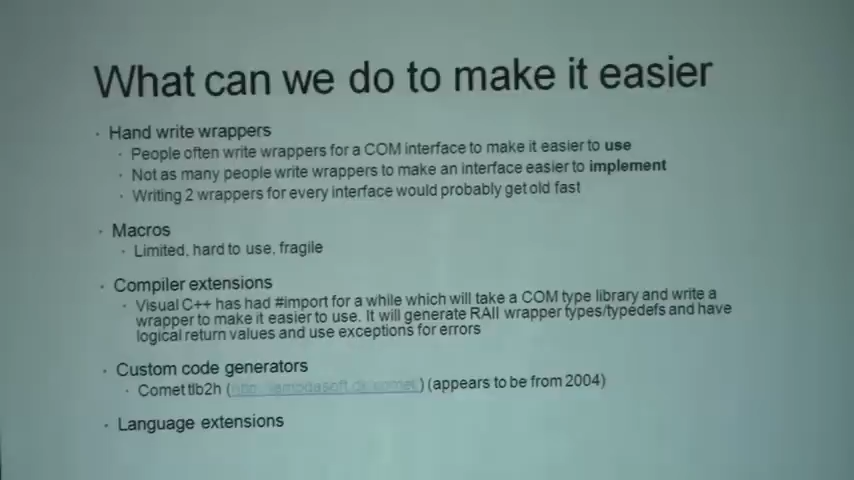 What can we do to make it easier
· Hand write wrappers
· People often write wrappers for a COM interface to make it easier to use
· Not as many people write wrappers to make an interface easier to implement
· Writing 2 wrappers for every interface would probably get old fast
· Macros
· Limited, hard to use, fragile
· Compiler extensions
· Visual C++ has had #import for a while which will take a COM type library and write a
wrapper to make it easier to use. It will generate RAII wrapper types/typedefs and have
logical return values and use exceptions for errors
· Custom code generators
· Comet tlb2h () (appears to be from 2004)
· Language extensions